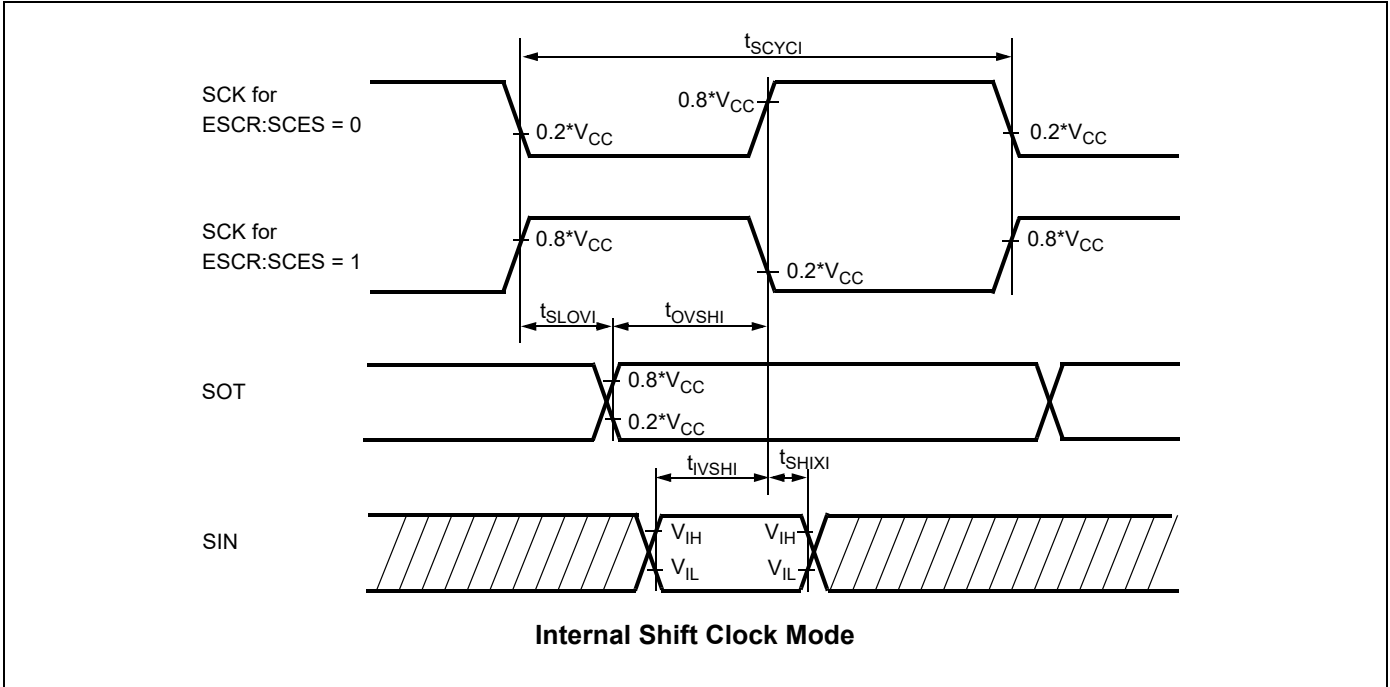 tSCYCI
SCK for
ESCR:SCES = 0
0.8*VCC
0.2*VCC
0.2*VCC
SCK for
ESCR:SCES = 1
0.8*VCC
0.8*VCC
0.2*VCC
tSLOVI
tOVSHI
SOT
0.8*VCC
0.2*VCC
tIVSHI
tSHIXI
SIN
VIH
VIH
VIL
VIL
Internal Shift Clock Mode